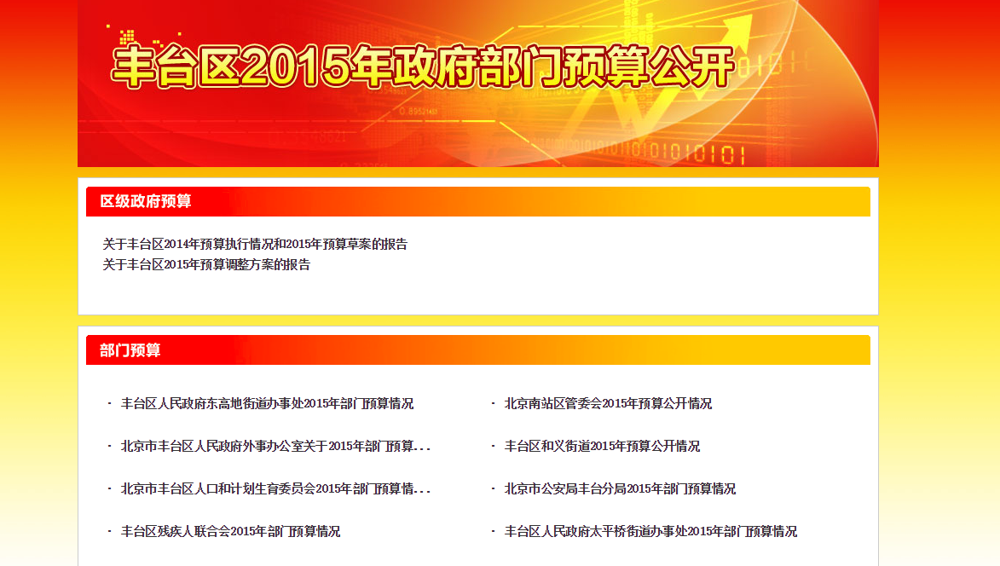 丰台区2015年政府部门预算公开
区级政府预算
关于丰台区2014年预算执行情况和2015年预算草案的报告
关于丰台区2015年预算调整方案的报告
部门预算
· 丰台区人民政府东高地街道办事处2015年部门预算情况
· 北京南站区管委会2015年预算公开情况
· 北京市丰台区人民政府外事办公室关于2015年部门预算...
· 丰台区和义街道2015年预算公开情况
· 北京市丰台区人口和计划生育委员会2015年部门预算情...
· 北京市公安局丰台分局2015年部门预算情况
· 丰台区残疾人联合会2015年部门预算情况
· 丰台区人民政府太平桥街道办事处2015年部门预算情况